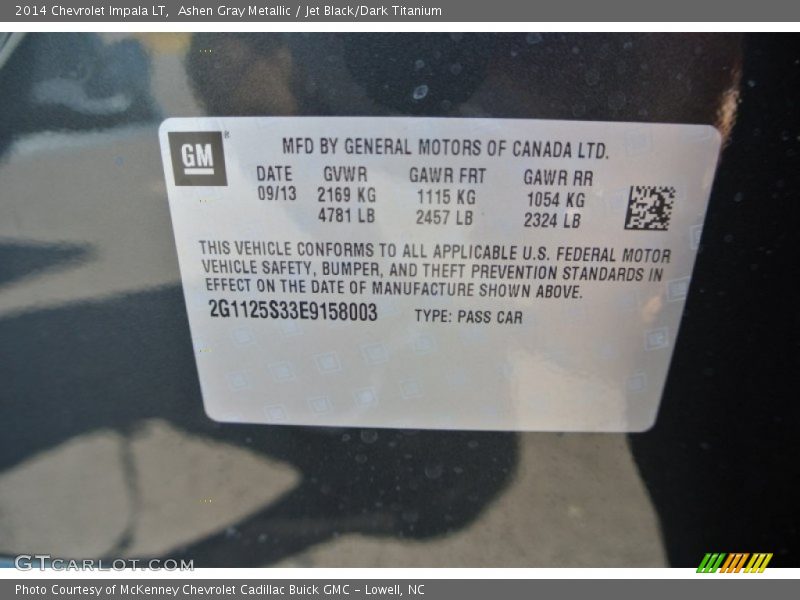 2014 Chevrolet Impala LT, Ashen Gray Metallic / Jet Black/Dark Titanium
GM ®
MFD BY GENERAL MOTORS OF CANADA LTD.
DATE GVWR GAWR FRT GAWR RR
09/13 2169 KG 1115 KG 1054 KG
4781 LB 2457 LB 2324 LB
THIS VEHICLE CONFORMS TO ALL APPLICABLE U.S. FEDERAL MOTOR
VEHICLE SAFETY, BUMPER, AND THEFT PREVENTION STANDARDS IN
EFFECT ON THE DATE OF MANUFACTURE SHOWN ABOVE.
2G1125S33E9158003 TYPE: PASS CAR
GTCARLOT.COM
Photo Courtesy of McKenney Chevrolet Cadillac Buick GMC - Lowell, NC